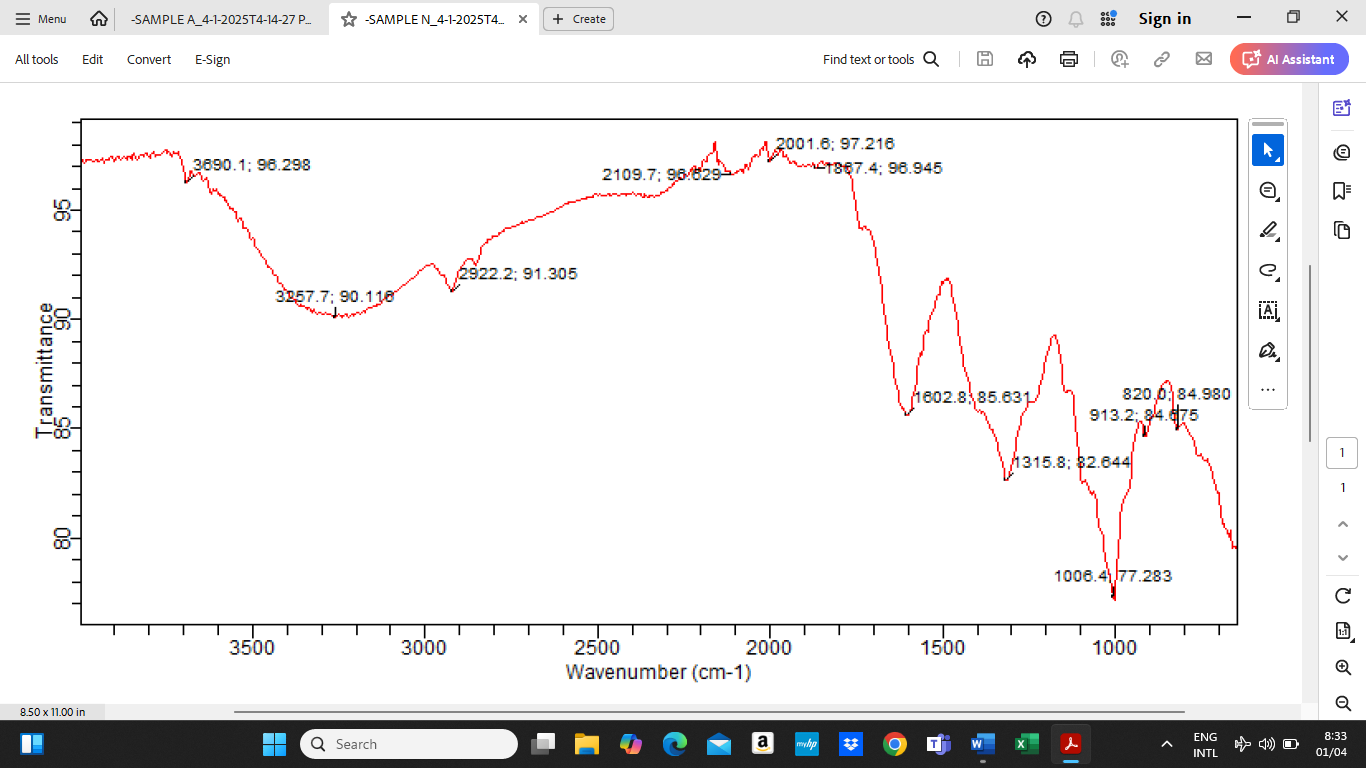 Menu
-SAMPLE A_4-1-2025T4-14-27 P...
-SAMPLE N_4-1-2025T4...
Create
Sign in
All tools
Edit
Convert
E-Sign
Find text or tools
AI Assistant
3690.1; 96.298
2109.7; 96.629
2001.6; 97.216
1867.4; 96.945
3257.7; 90.116
2922.2; 91.305
1602.8; 85.631
1315.8; 82.644
1006.4; 77.283
913.2; 84.675
820.0; 84.980
Transmittance
95
90
85
80
3500
3000
2500
2000
1500
1000
Wavenumber (cm-1)
1
1
1:1
8.50 x 11.00 in
Search
a
myhp
ENG
INTL
8:33
01/04